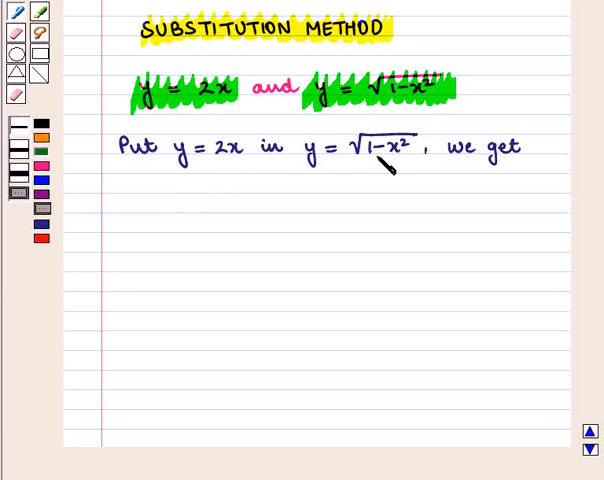 SUBSTITUTION METHOD
y = 2x and y = √1-x²
Put y = 2x in y = √1-x², we get